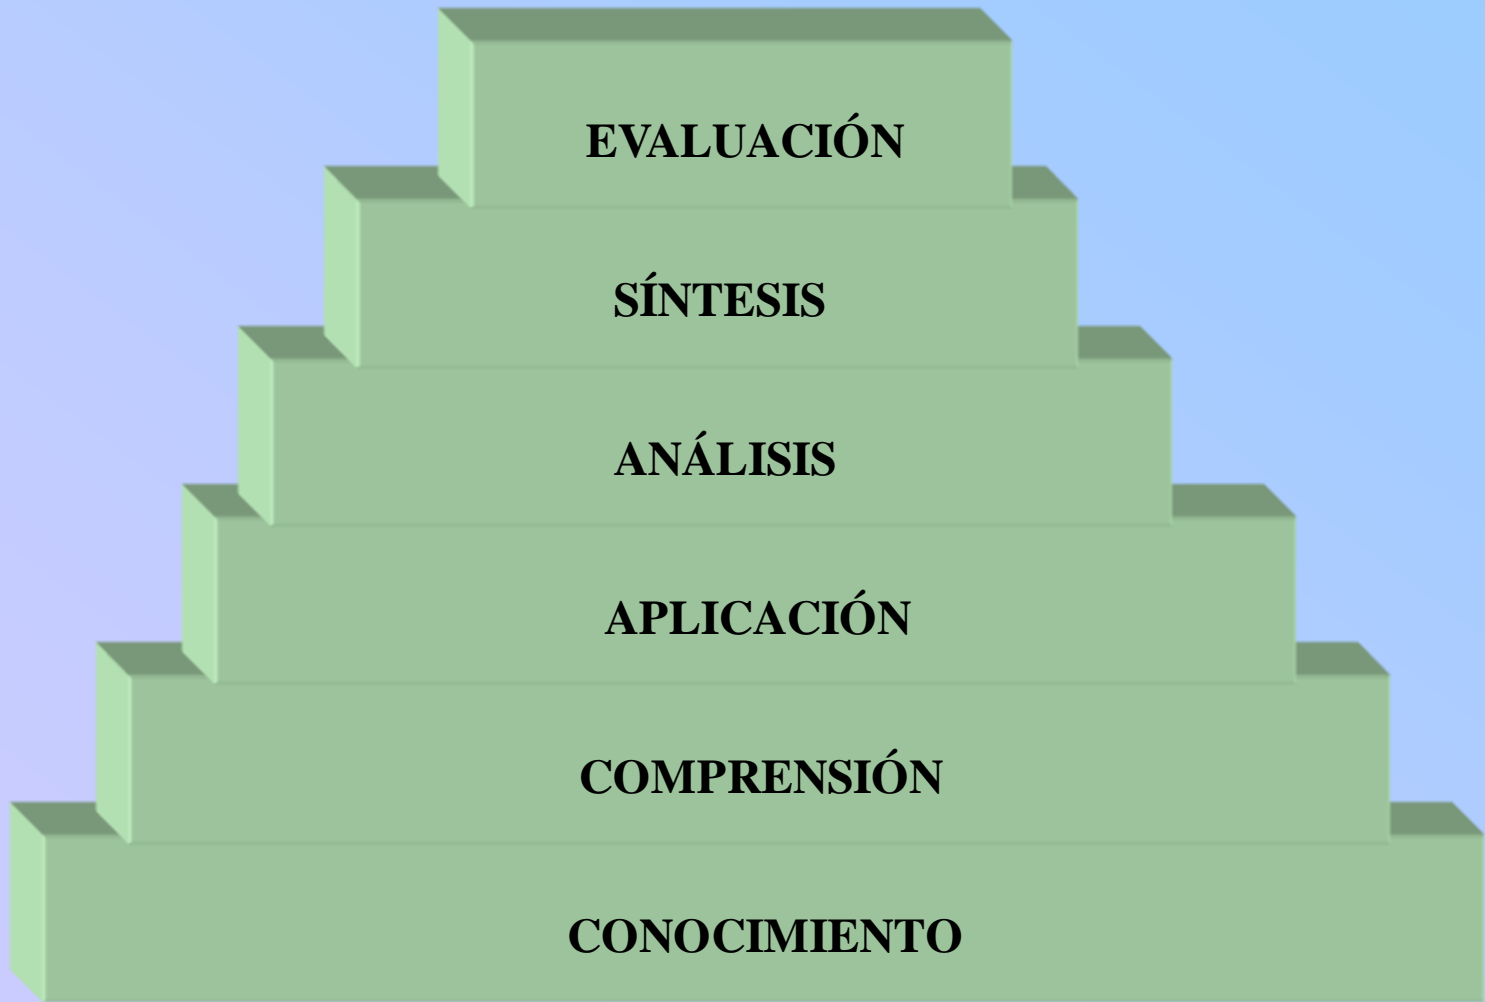 EVALUACIÓN
SÍNTESIS
ANÁLISIS
APLICACIÓN
COMPRENSIÓN
CONOCIMIENTO